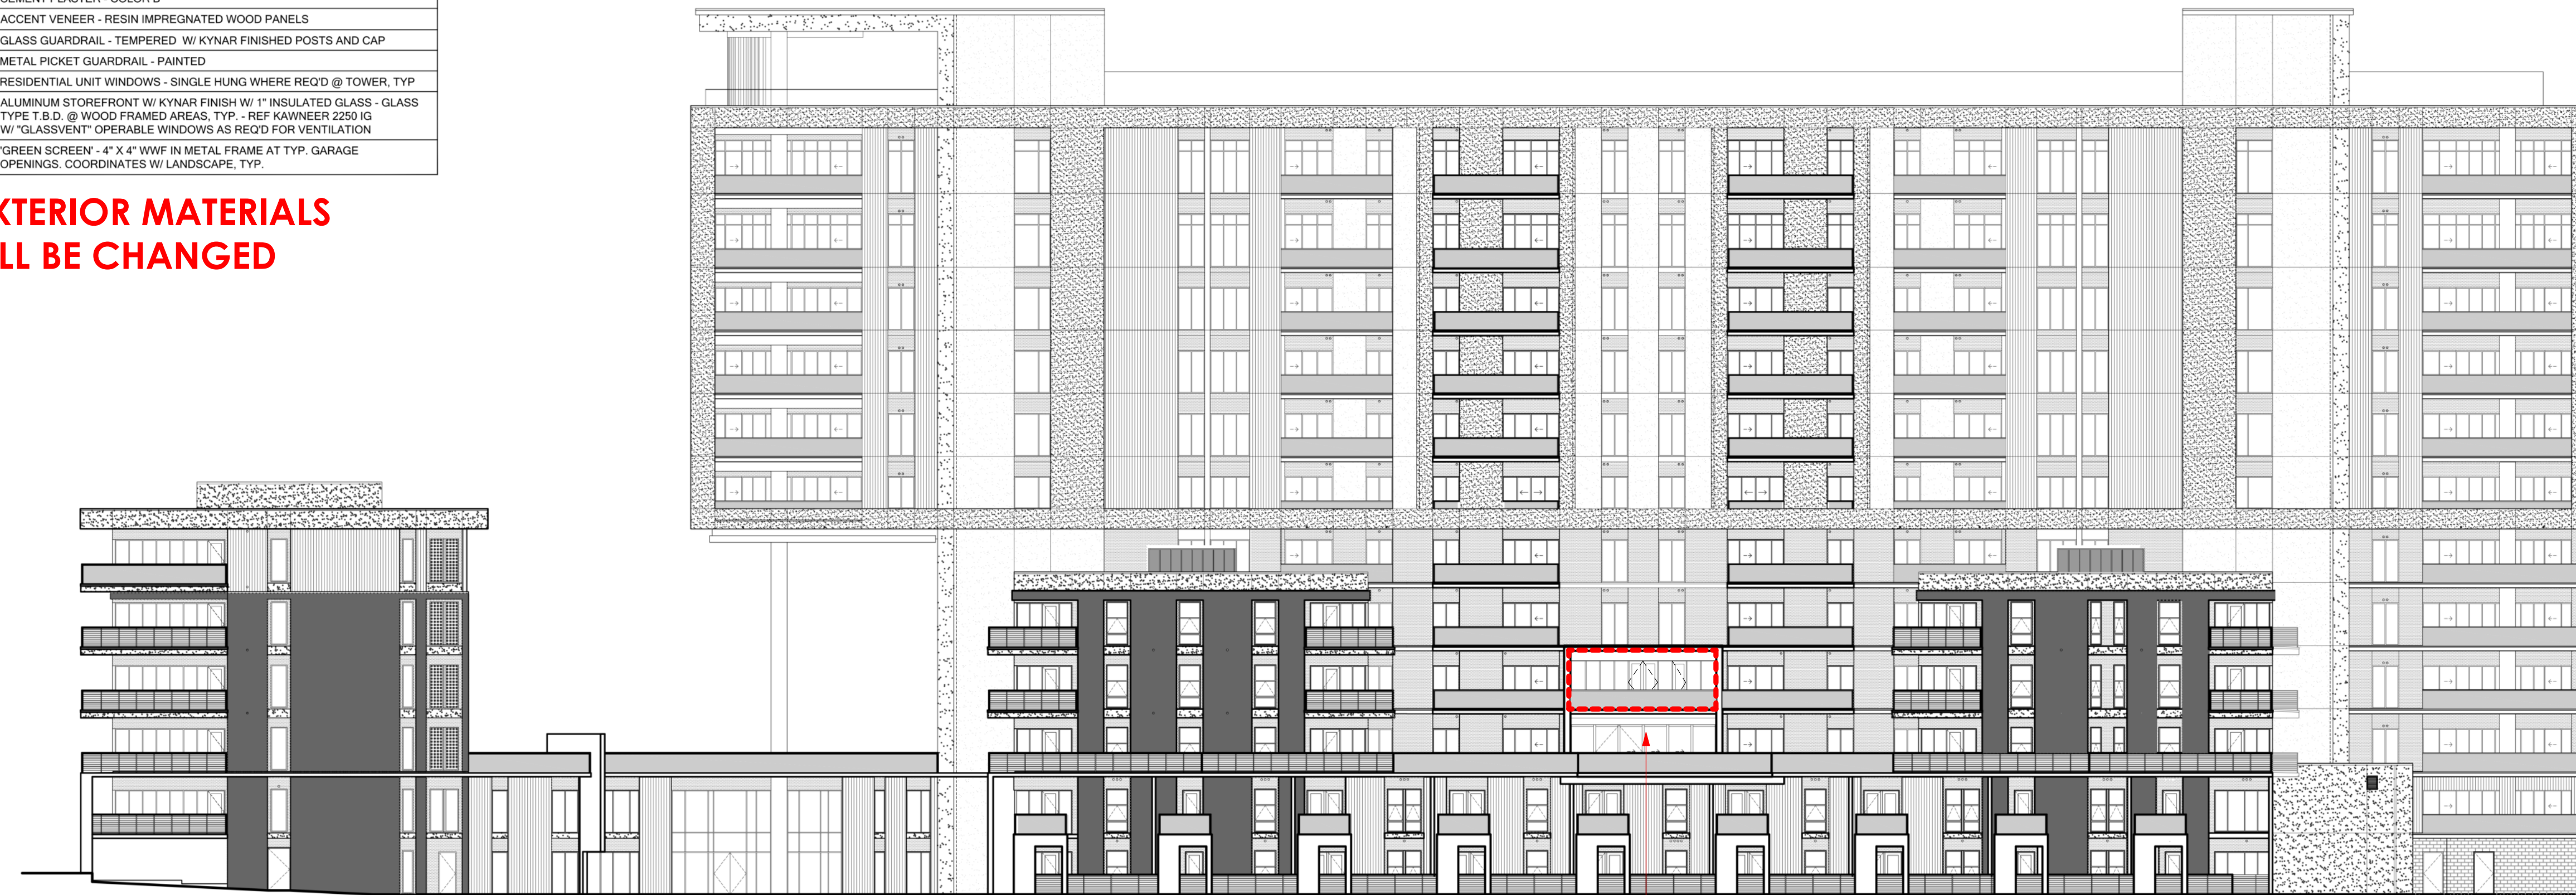 CEMENT PLASTER - COLOR B
ACCENT VENEER - RESIN IMPREGNATED WOOD PANELS
GLASS GUARDRAIL - TEMPERED W/ KYNAR FINISHED POSTS AND CAP
METAL PICKET GUARDRAIL - PAINTED
RESIDENTIAL UNIT WINDOWS - SINGLE HUNG WHERE REQ'D @ TOWER, TYP
ALUMINUM STOREFRONT W/ KYNAR FINISH W/ 1" INSULATED GLASS - GLASS
TYPE T.B.D. @ WOOD FRAMED AREAS, TYP. - REF KAWNEER 2250 IG
W/ "GLASSVENT" OPERABLE WINDOWS AS REQ'D FOR VENTILATION
'GREEN SCREEN' - 4" X 4" WWF IN METAL FRAME AT TYP. GARAGE
OPENINGS. COORDINATES W/ LANDSCAPE, TYP.
XTERIOR MATERIALS
LL BE CHANGED